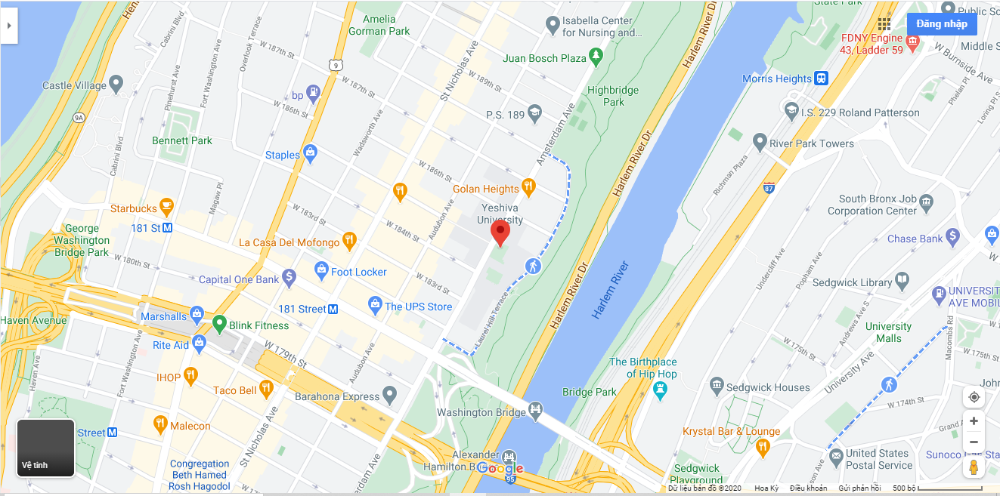 Amelia
Gorman Park
Isabella Center
for Nursing and...
State Park
Public Sc
Đăng nhập
Henr
Cabrini Blvd
Overlook Terrace
W 187th St
9
St Nicholas Ave
W 189th St
Juan Bosch Plaza
Harlem River Dr
FDNY Engine
43, Ladder 59
Middle S
W Burnside Ave
Castle Village
Pinehurst Ave
Fort Washington Ave
bp
W 186th St
Highbridge
Park
Morris Heights
Phelan Pl
Loring Pl S
9A
P.S. 189
I.S. 229 Roland Patterson
Bennett Park
Wadsworth Ave
Amsterdam Ave
River Park Towers
Cabrini Blvd
Staples
W 186th St
Harlem River Dr
Harlem River Dr
Richman Plaza
87
Magaw Pl
Golan Heights
South Bronx Job
Corporation Center
Starbucks
W 183rd St
Audubon Ave
Yeshiva
University
181 St M
George
Washington
Bridge Park
W 184th St
La Casa Del Mofongo
Chase Bank
W 180th St
Foot Locker
Undercliff Ave
Popham Ave
Capital One Bank
W 183rd St
Harlem River Dr
Harlem River
Sedgwick Library
UNIVERSIT
AVE MOBIL
181 Street M
The UPS Store
Laurel Hill Terrace
Andrews Ave S
Marshalls
Haven Avenue
Blink Fitness
University
Malls
Macombs Rd
Rite Aid
W 179th St
W 175th St
W 175th St
Haven Ave
Fort Washington Ave
Audubon Ave
The Birthplace
of Hip Hop
University Ave
IHOP
Taco Bell
Barahona Express
Bridge Park
Sedgwick Houses
W 174th St
Washington Bridge
Malecon
St Nicholas Ave
Krystal Bar & Lounge
Grand A
Street M
Vệ tinh
Congregation
Beth Hamed
Rosh Hagodol
Alexander
Hamilton B
Google
95
United States
Postal Service
Sunoco
Sedgwick
Playground
Dữ liệu bản đồ ©2020 Hoa Kỳ Điều khoản Gửi phản hồi 500 bộ